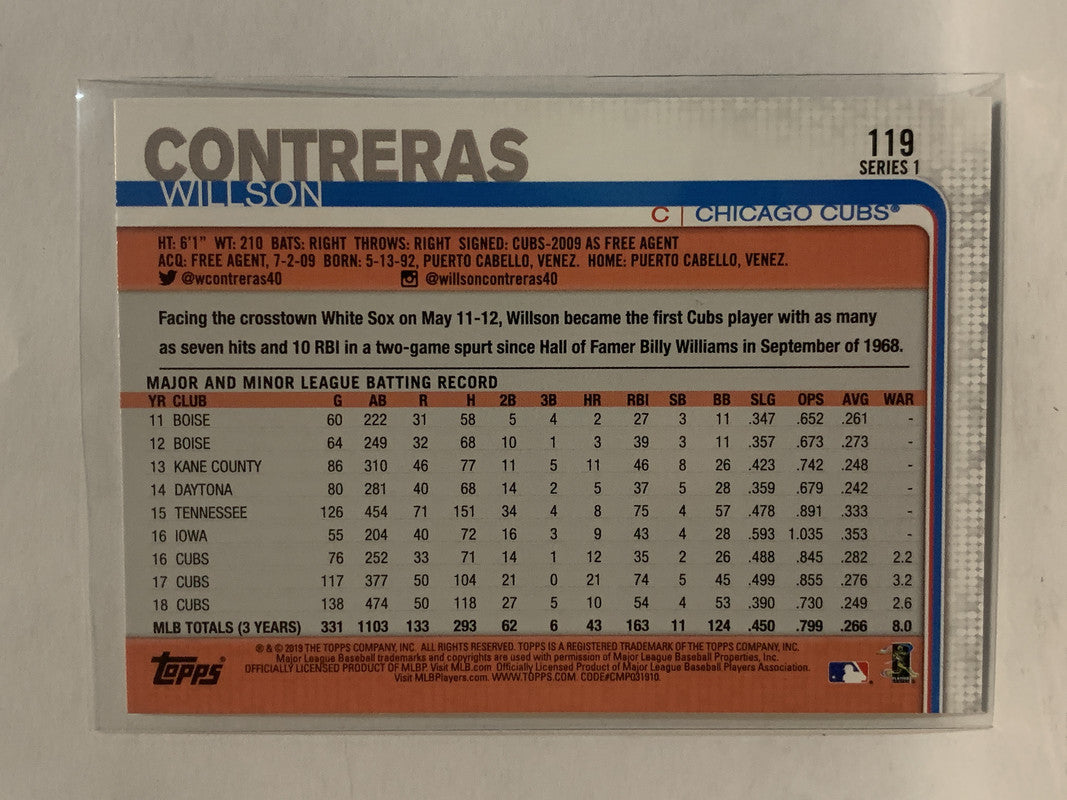 CONTRERAS
WILLSON
119
SERIES 1
C | CHICAGO CUBS®
HT: 6'1" WT: 210 BATS: RIGHT THROWS: RIGHT SIGNED: CUBS-2009 AS FREE AGENT
ACQ: FREE AGENT, 7-2-09 BORN: 5-13-92, PUERTO CABELLO, VENEZ. HOME: PUERTO CABELLO, VENEZ.
@wcontreras40 @willsoncontreras40
Facing the crosstown White Sox on May 11-12, Willson became the first Cubs player with as many
as seven hits and 10 RBI in a two-game spurt since Hall of Famer Billy Williams in September of 1968.
MAJOR AND MINOR LEAGUE BATTING RECORD
YR CLUB G AB R H 2B 3B HR RBI SB BB SLG OPS AVG WAR
11 BOISE 60 222 31 58 5 4 2 27 3 11 .347 .652 .261 -
12 BOISE 64 249 32 68 10 1 3 39 3 11 .357 .673 .273 -
13 KANE COUNTY 86 310 46 77 11 5 11 46 8 26 .423 .742 .248 -
14 DAYTONA 80 281 40 68 14 2 5 37 5 28 .359 .679 .242 -
15 TENNESSEE 126 454 71 151 34 4 8 75 4 57 .478 .891 .333 -
16 IOWA 55 204 40 72 16 3 9 43 4 28 .593 1.035 .353 -
16 CUBS 76 252 33 71 14 1 12 35 2 26 .488 .845 .282 2.2
17 CUBS 117 377 50 104 21 0 21 74 5 45 .499 .855 .276 3.2
18 CUBS 138 474 50 118 27 5 10 54 4 53 .390 .730 .249 2.6
MLB TOTALS (3 YEARS) 331 1103 133 293 62 6 43 163 11 124 .450 .799 .266 8.0
topps®
® & © 2019 THE TOPPS COMPANY, INC. ALL RIGHTS RESERVED. TOPPS IS A REGISTERED TRADEMARK OF THE TOPPS COMPANY, INC.
Major League Baseball trademarks and copyrights are used with permission of Major League Baseball Properties, Inc.
OFFICIALLY LICENSED PRODUCT OF MLBP. Visit MLB.com. Officially Licensed Product of Major League Baseball Players Association.
Visit MLBPlayers.com. WWW.TOPPS.COM. CODE#CMP031910.